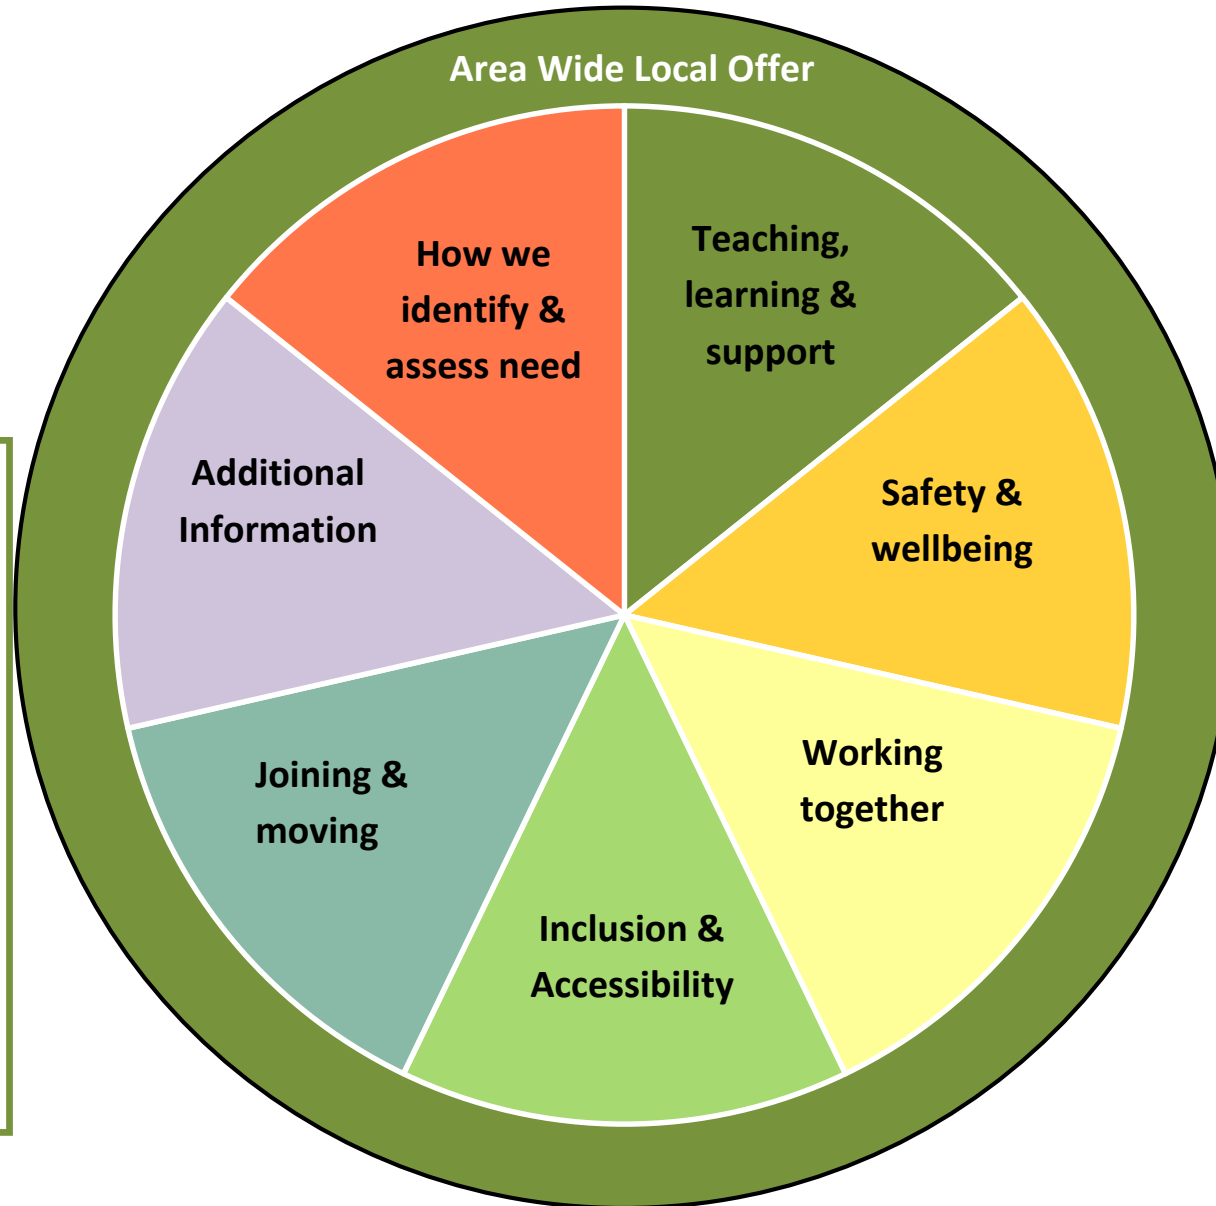 Area Wide Local Offer
Teaching,
learning &
support
Safety &
wellbeing
Working
together
Inclusion &
Accessibility
Joining &
moving
Additional
Information
How we
identify &
assess need